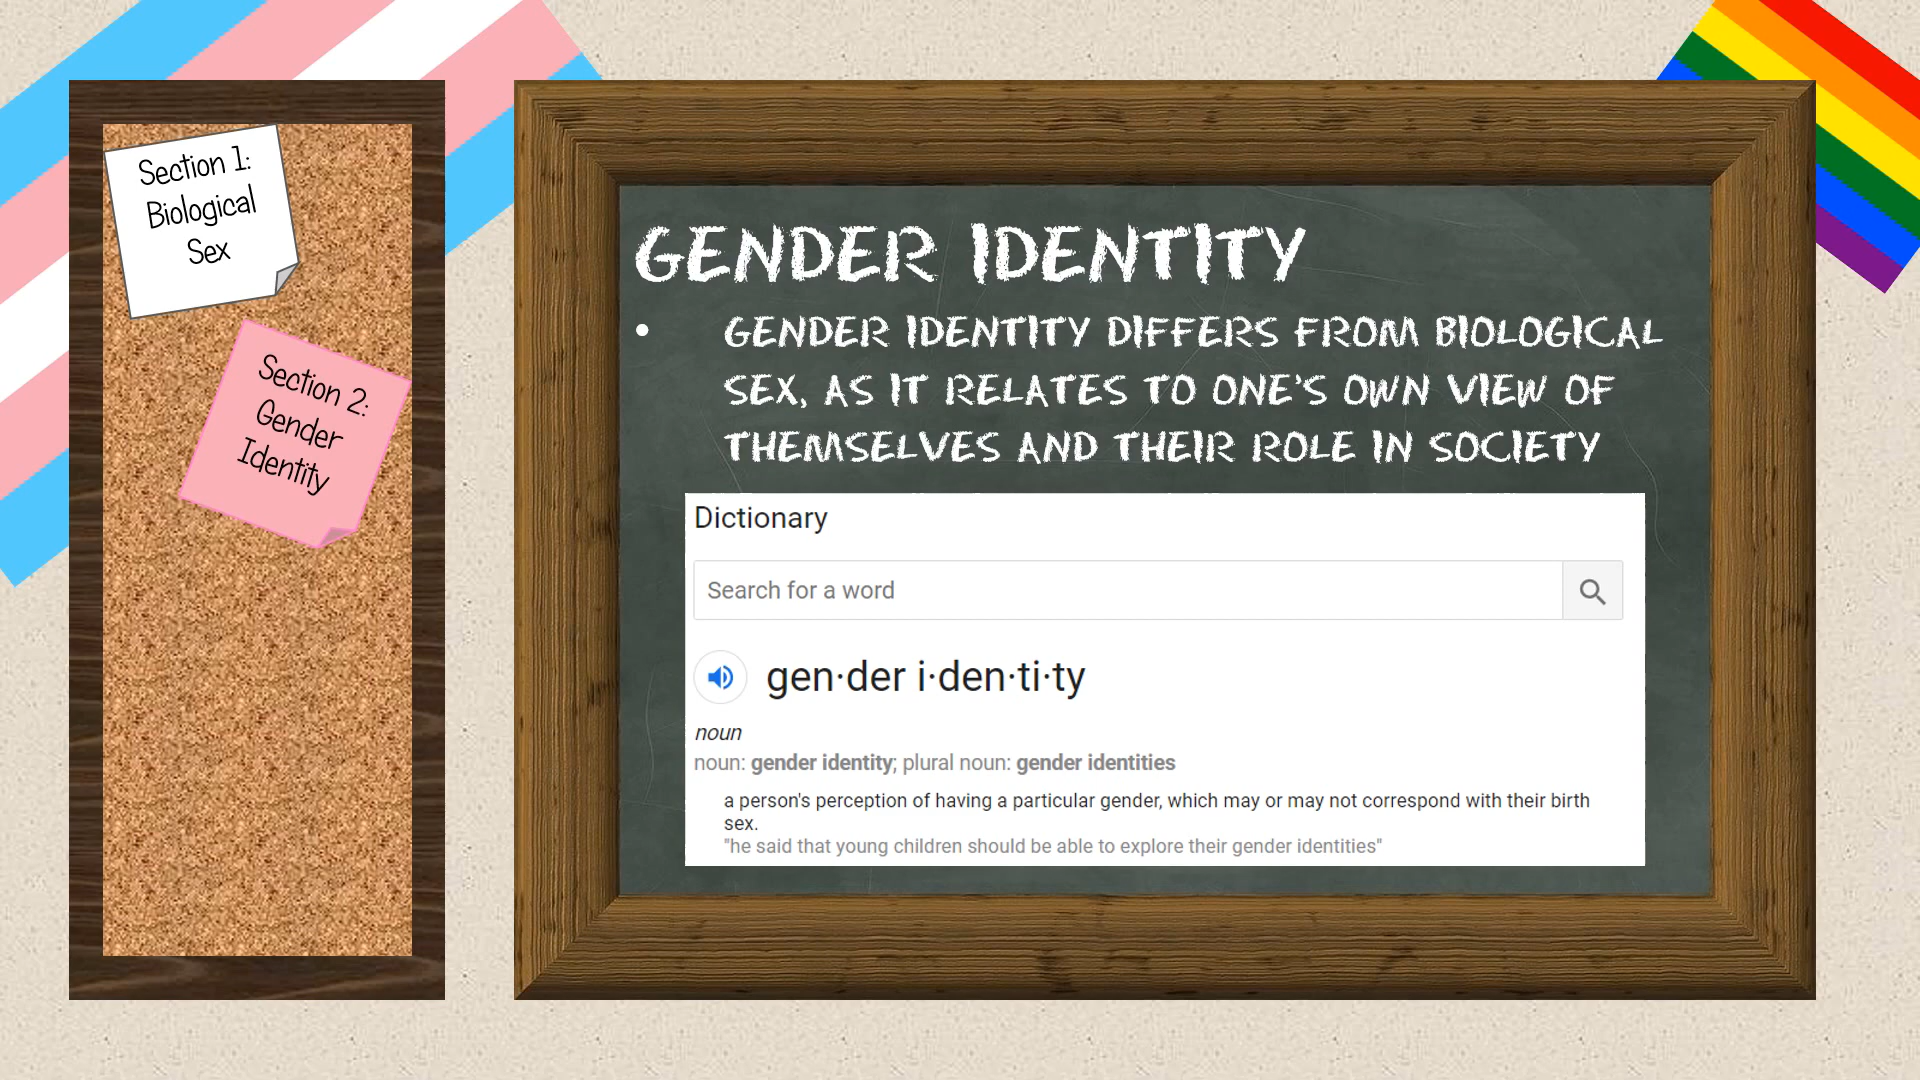 Section 1:
Biological
Sex
Section 2:
Gender
Identity
GENDER IDENTITY
• GENDER IDENTITY DIFFERS FROM BIOLOGICAL
SEX, AS IT RELATES TO ONE'S OWN VIEW OF
THEMSELVES AND THEIR ROLE IN SOCIETY
Dictionary
Search for a word
gen·der i·den·ti·ty
noun
noun: gender identity; plural noun: gender identities
a person's perception of having a particular gender, which may or may not correspond with their birth
sex.
"he said that young children should be able to explore their gender identities"